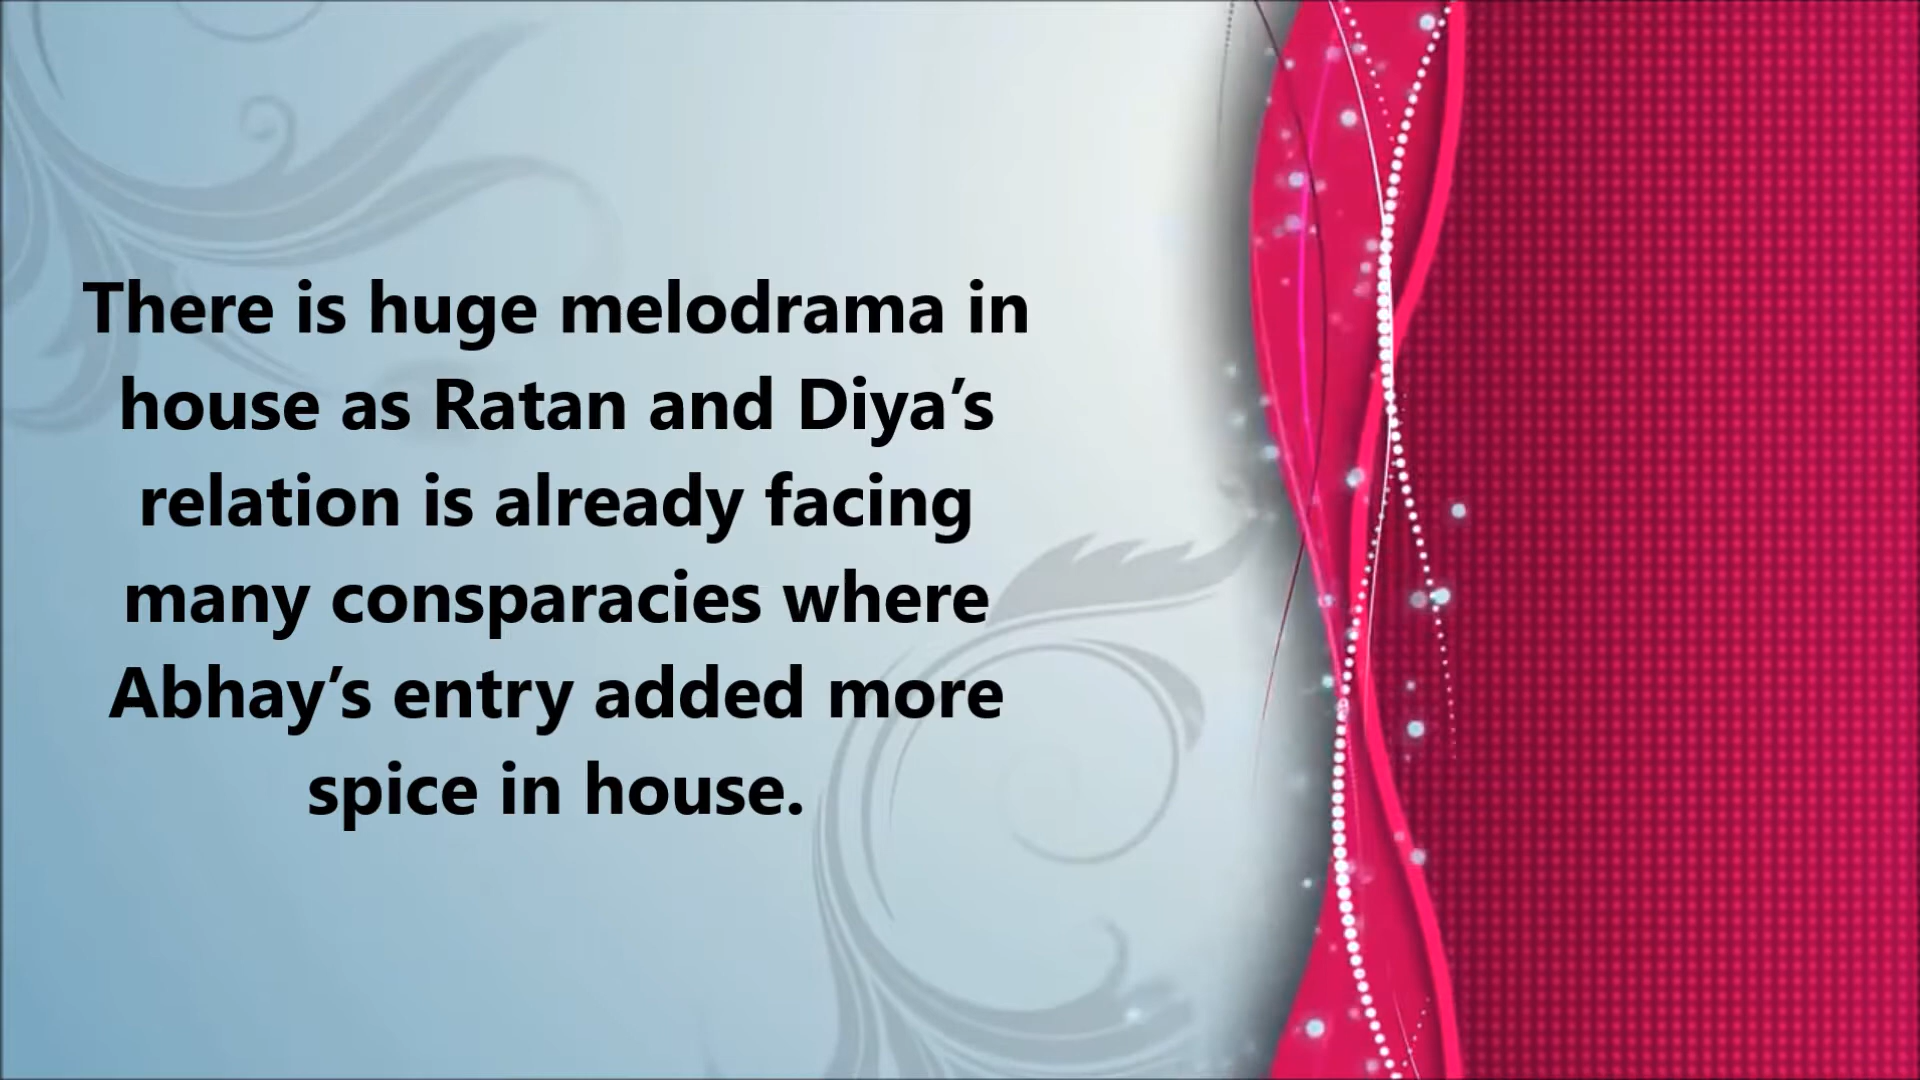 There is huge melodrama in
house as Ratan and Diya’s
relation is already facing
many consparacies where
Abhay’s entry added more
spice in house.